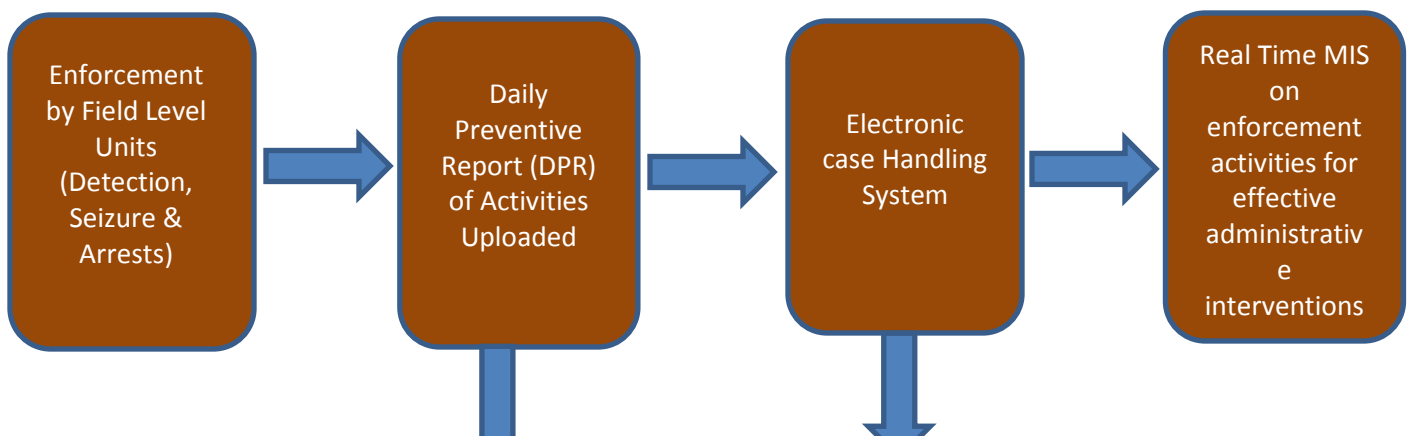 Enforcement
by Field Level
Units
(Detection,
Seizure &
Arrests)
Daily
Preventive
Report (DPR)
of Activities
Uploaded
Electronic
case Handling
System
Real Time MIS
on
enforcement
activities for
effective
administrativ
e
interventions